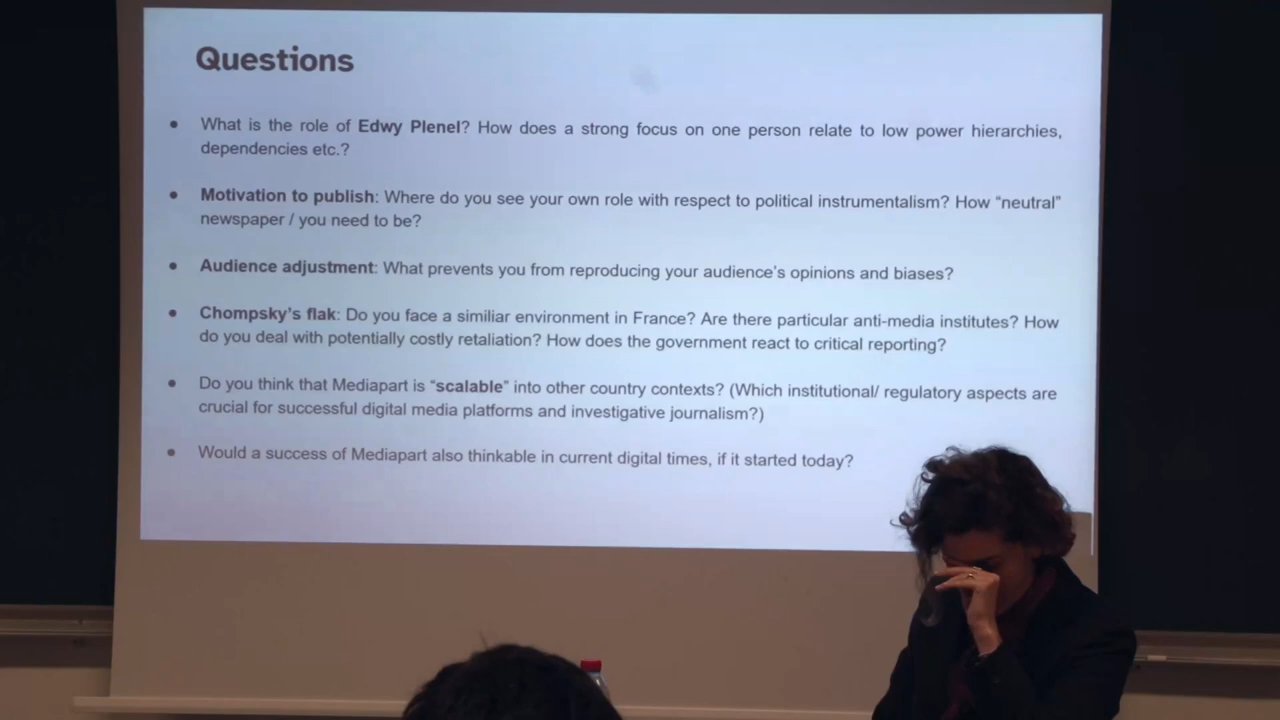 Questions
• What is the role of Edwy Plenel? How does a strong focus on one person relate to low power hierarchies,
dependencies etc.?
• Motivation to publish: Where do you see your own role with respect to political instrumentalism? How “neutral”
newspaper / you need to be?
• Audience adjustment: What prevents you from reproducing your audience’s opinions and biases?
• Chompsky’s flak: Do you face a similiar environment in France? Are there particular anti-media institutes? How
do you deal with potentially costly retaliation? How does the government react to critical reporting?
• Do you think that Mediapart is “scalable” into other country contexts? (Which institutional/ regulatory aspects are
crucial for successful digital media platforms and investigative journalism?)
• Would a success of Mediapart also thinkable in current digital times, if it started today?